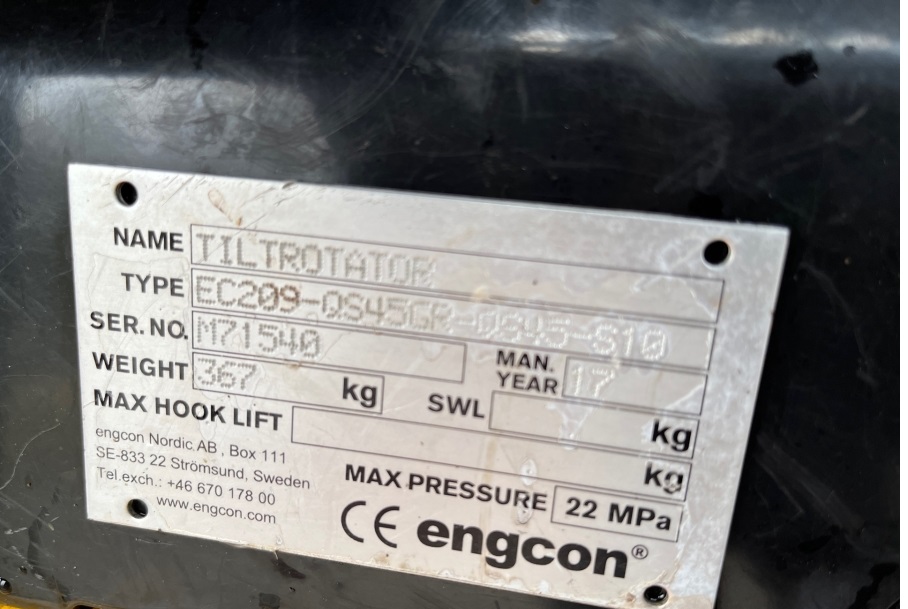 NAME TILTROTATOR
TYPE EC209-QS45GR-QS45-S10
SER. NO. M71540 MAN. YEAR 17
WEIGHT 367 kg SWL kg
MAX HOOK LIFT kg
engcon Nordic AB, Box 111
SE-833 22 Strömsund, Sweden
Tel.exch.: +46 670 178 00
www.engcon.com
MAX PRESSURE 22 MPa
CE engcon®